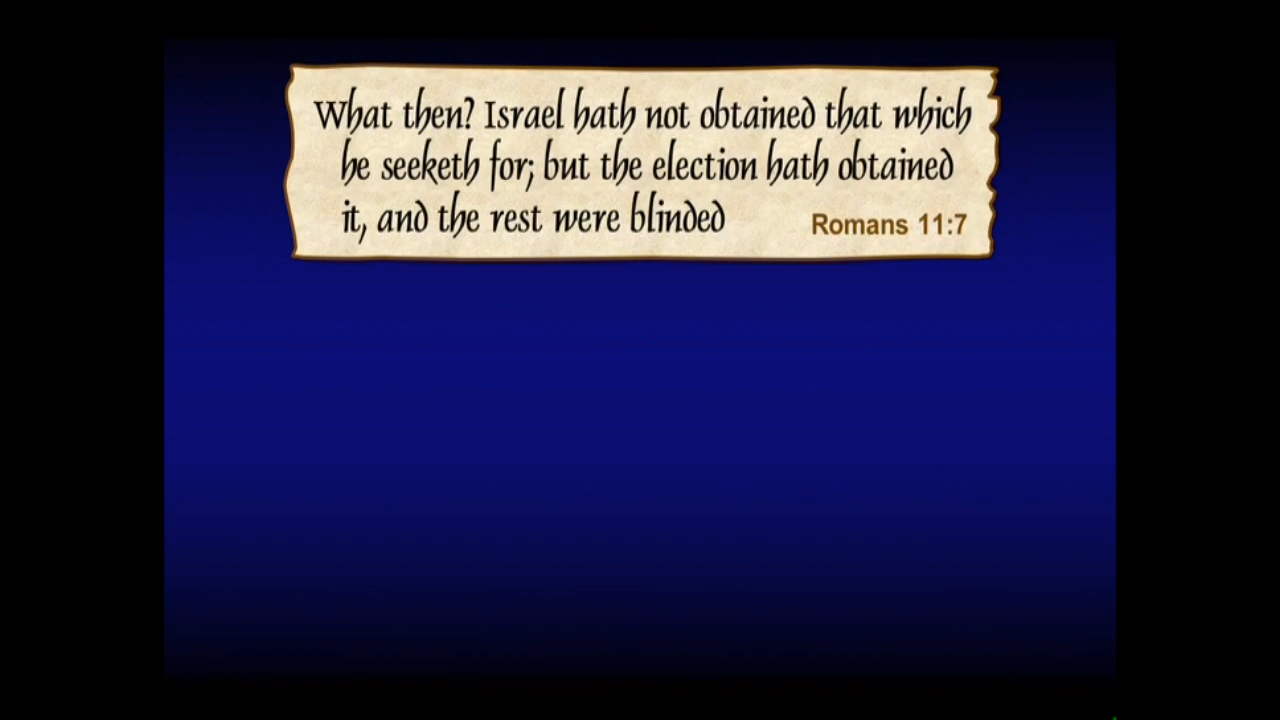 What then? Israel hath not obtained that which
he seeketh for; but the election hath obtained
it, and the rest were blinded
Romans 11:7